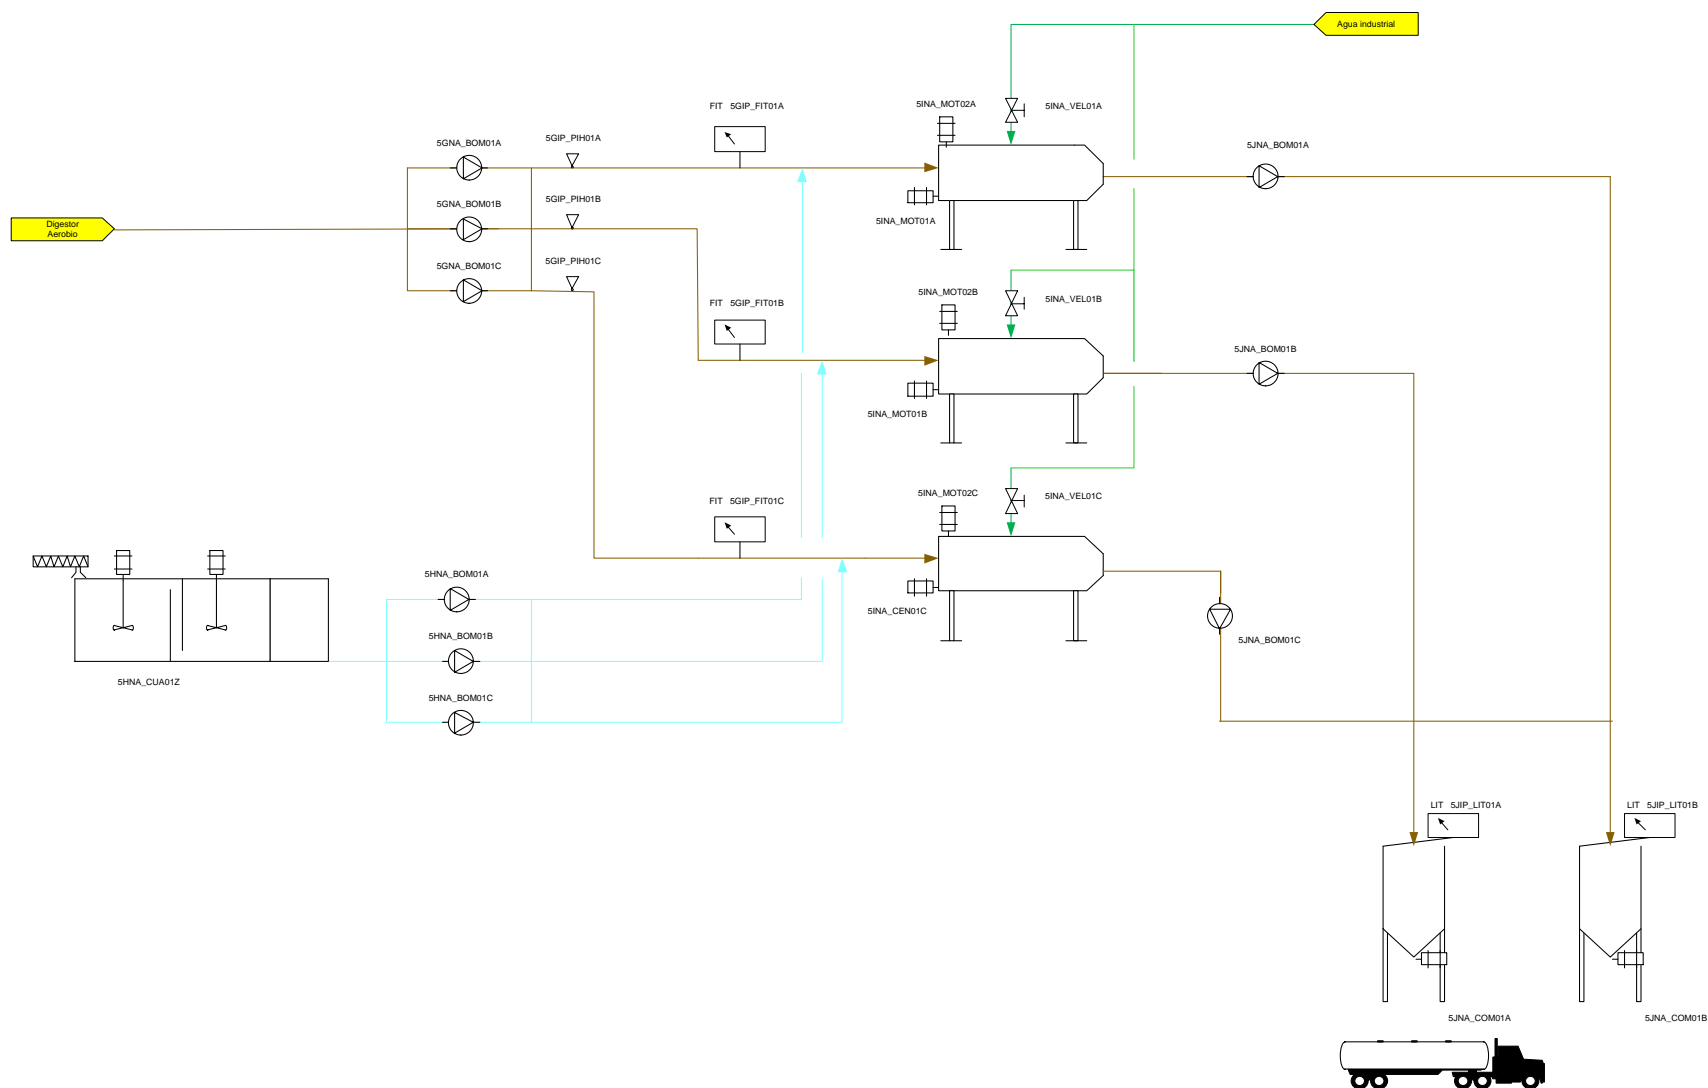 Agua industrial
5INA_MOT02A
5INA_VEL01A
FIT 5GIP_FIT01A
5GNA_BOM01A
5GIP_PIH01A
5JNA_BOM01A
5GNA_BOM01B
5GIP_PIH01B
5INA_MOT01A
Digestor
Aerobio
5GNA_BOM01C
5GIP_PIH01C
5INA_MOT02B
5INA_VEL01B
FIT 5GIP_FIT01B
5JNA_BOM01B
5INA_MOT01B
5INA_MOT02C
5INA_VEL01C
FIT 5GIP_FIT01C
5HNA_BOM01A
5INA_CEN01C
5HNA_BOM01B
5JNA_BOM01C
5HNA_CUA01Z
5HNA_BOM01C
LIT 5JIP_LIT01A
LIT 5JIP_LIT01B
5JNA_COM01A
5JNA_COM01B